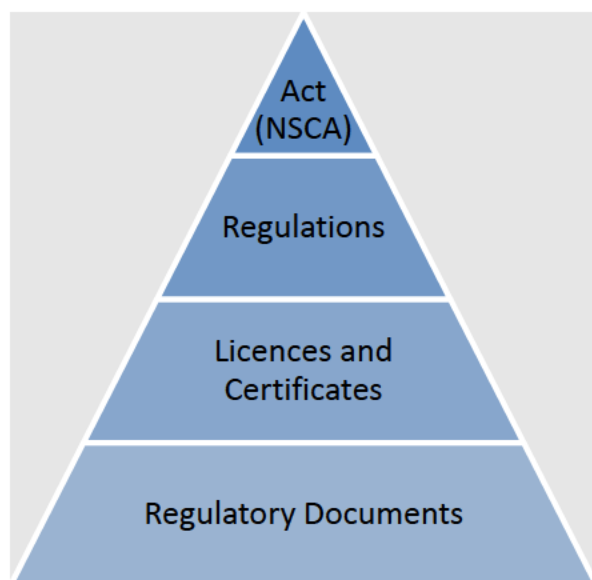 Act
(NSCA)
Regulations
Licences and
Certificates
Regulatory Documents